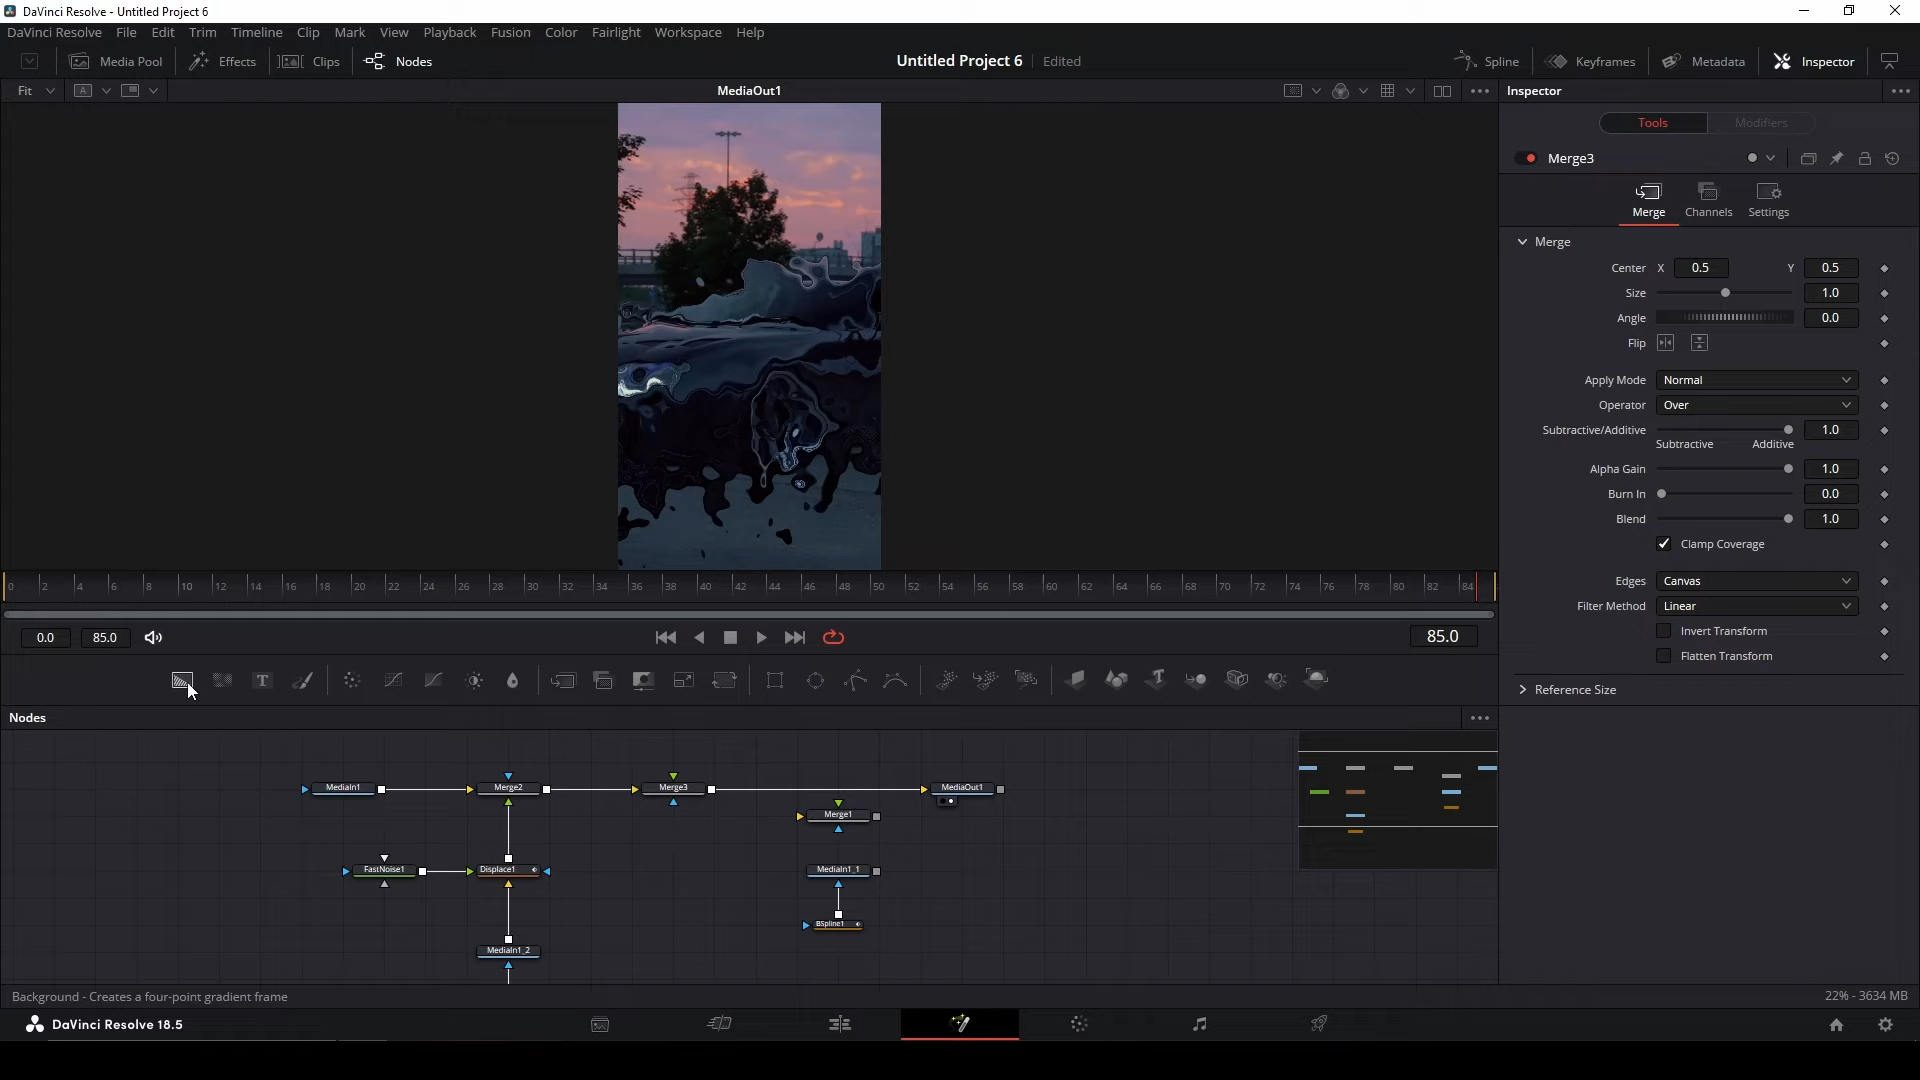 DaVinci Resolve - Untitled Project 6
DaVinci Resolve File Edit Trim Timeline Clip Mark View Playback Fusion Color Fairlight Workspace Help
Media Pool Effects Clips Nodes Untitled Project 6 Edited Spline Keyframes Metadata Inspector
Fit A MediaOut1 Inspector
Tools Modifiers
Merge3
Merge Channels Settings
Merge
Center X 0.5 Y 0.5
Size 1.0
Angle 0.0
Flip
Apply Mode Normal
Operator Over
Subtractive/Additive 1.0
Subtractive Additive
Alpha Gain 1.0
Burn In 0.0
Blend 1.0
Clamp Coverage
Edges Canvas
Filter Method Linear
Invert Transform
Flatten Transform
Reference Size
0 2 4 6 8 10 12 14 16 18 20 22 24 26 28 30 32 34 36 38 40 42 44 46 48 50 52 54 56 58 60 62 64 66 68 70 72 74 76 78 80 82 84
0.0 85.0 85.0
T
Nodes
MediaIn1 Merge2 Merge3 MediaOut1
Merge1
FastNoise1 Displace1 MediaIn1_1
BSpline1
MediaIn1_2
Background - Creates a four-point gradient frame 22% - 3634 MB
DaVinci Resolve 18.5